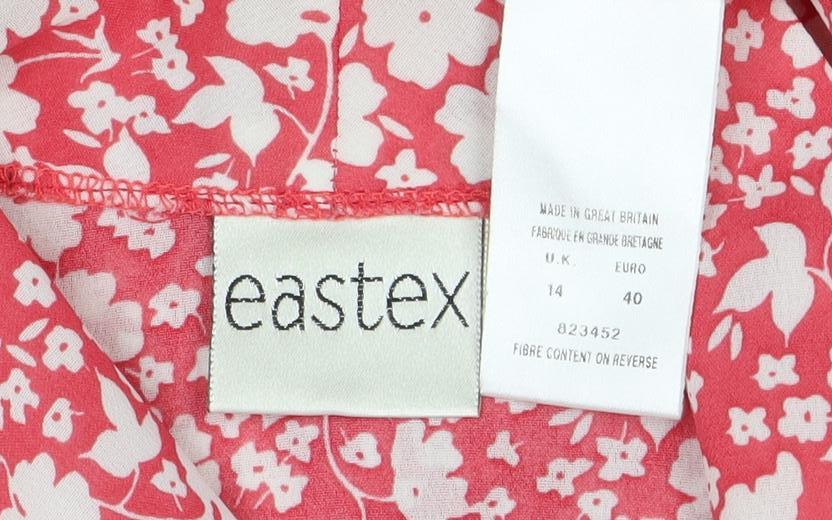 eastex
MADE IN GREAT BRITAIN
FABRIQUE EN GRANDE BRETAGNE
U.K. EURO
14 40
823452
FIBRE CONTENT ON REVERSE